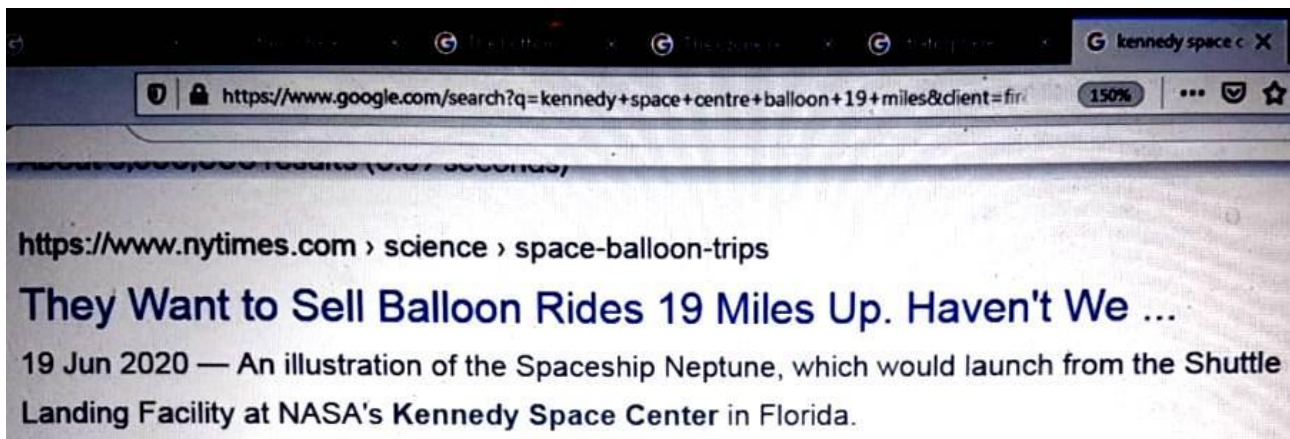 kennedy space c
https://www.google.com/search?q=kennedy+space+centre+balloon+19+miles&client=fir
150%
https://www.nytimes.com › science › space-balloon-trips
They Want to Sell Balloon Rides 19 Miles Up. Haven't We ...
19 Jun 2020 — An illustration of the Spaceship Neptune, which would launch from the Shuttle
Landing Facility at NASA's Kennedy Space Center in Florida.